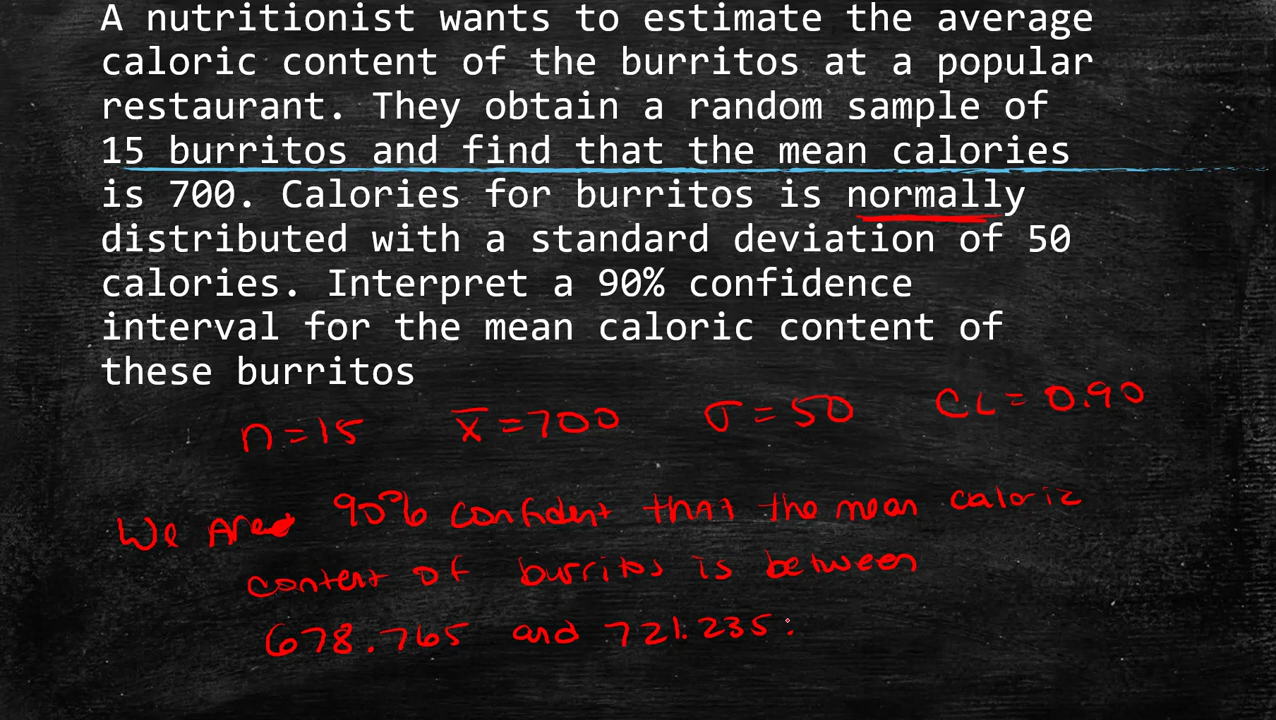 A nutritionist wants to estimate the average
caloric content of the burritos at a popular
restaurant. They obtain a random sample of
15 burritos and find that the mean calories
is 700. Calories for burritos is normally
distributed with a standard deviation of 50
calories. Interpret a 90% confidence
interval for the mean caloric content of
these burritos
n=15 x̄=700 σ=50 CL=0.90
We Are 90% confident that the mean caloric
content of burritos is between
678.765 and 721.235.